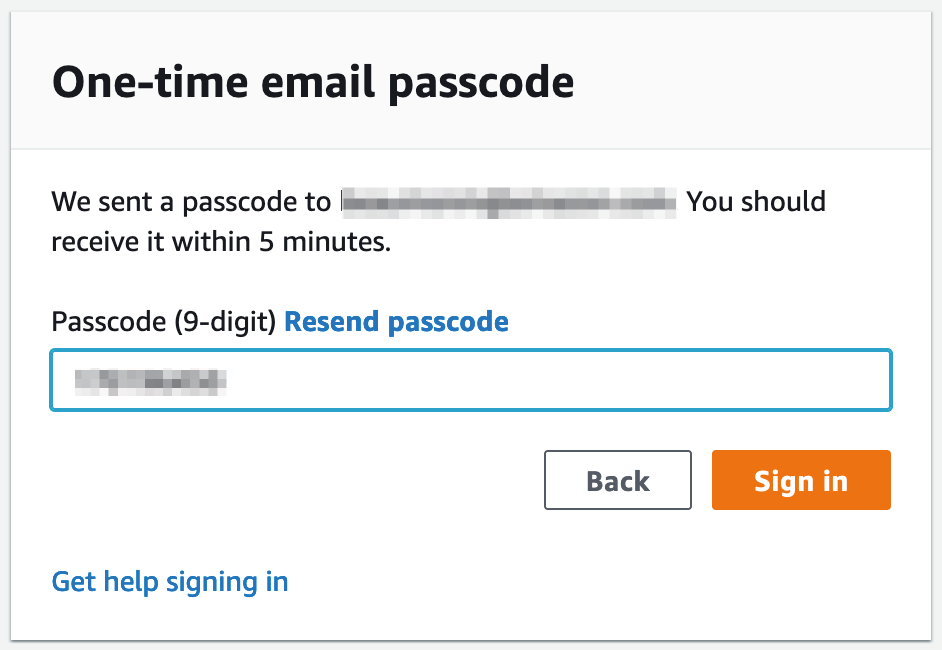 One-time email passcode
We sent a passcode to You should
receive it within 5 minutes.
Passcode (9-digit) Resend passcode
Back
Sign in
Get help signing in